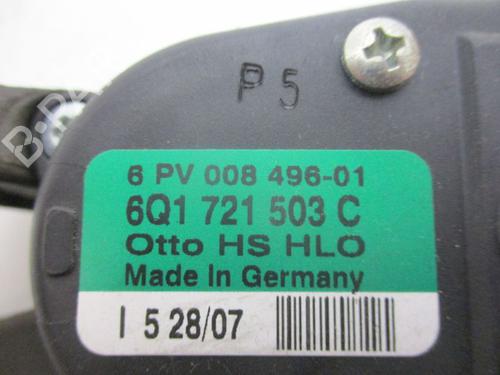 P5
6 PV 008 496-01
6Q1 721 503 C
Otto HS HLO
Made In Germany
I 5 28/07